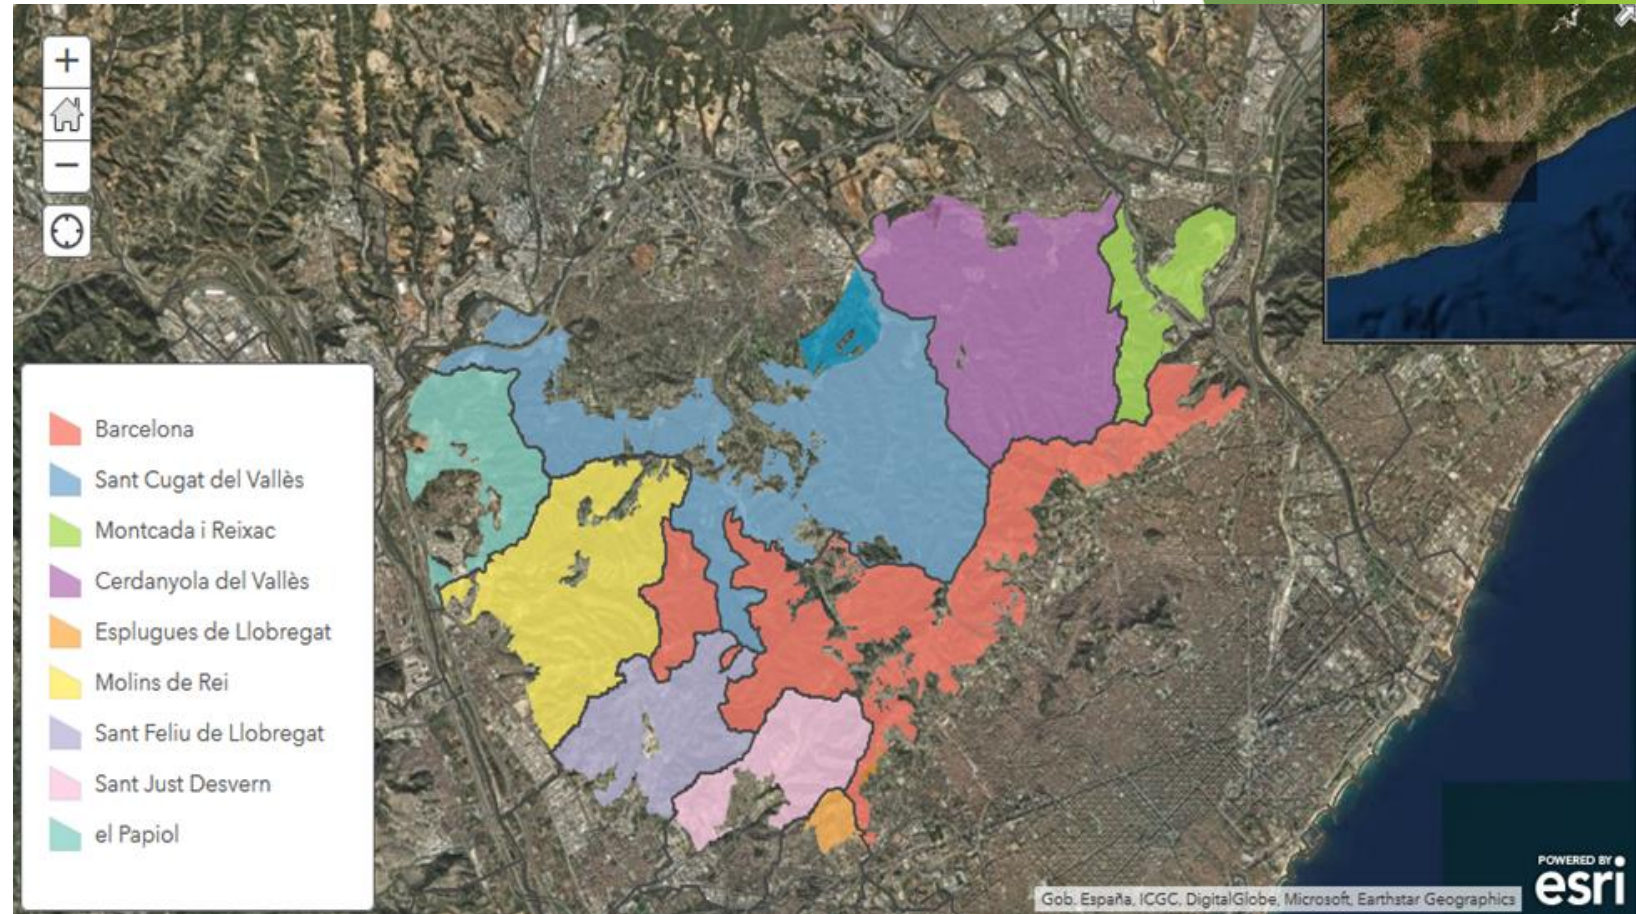 +
−
Barcelona
Sant Cugat del Vallès
Montcada i Reixac
Cerdanyola del Vallès
Esplugues de Llobregat
Molins de Rei
Sant Feliu de Llobregat
Sant Just Desvern
el Papiol
POWERED BY
esri
Gob. España, ICGC, DigitalGlobe, Microsoft, Earthstar Geographics